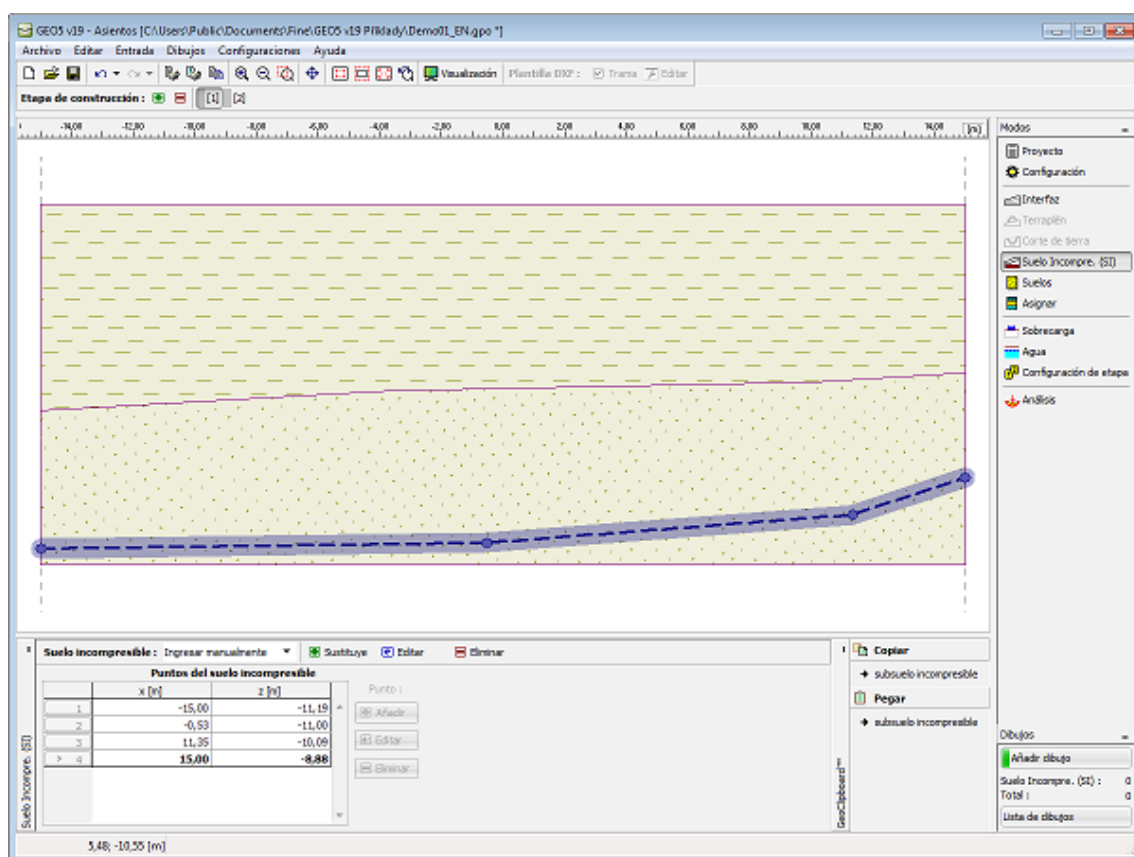 GEO5 v19 - Asientos [C:\Users\Public\Documents\Fine\GEO5 v19 Příklady\Demo01_EN.gpo *]
Archivo Editar Entrada Dibujos Configuraciones Ayuda
Visualización Plantilla DXF : Trama Editar
Etapa de construcción : [1] [2]
-14,00 -12,00 -10,00 -8,00 -6,00 -4,00 -2,00 0,00 2,00 4,00 6,00 8,00 10,00 12,00 14,00 [m]
Modos
Proyecto
Configuración
Interfaz
Terraplén
Corte de tierra
Suelo Incompre. (SI)
Suelos
Asignar
Sobrecarga
Agua
Configuración de etapa
Análisis
Suelo incompresible : Ingresar manualmente Sustituye Editar Eliminar
Puntos del suelo incompresible
x [m] z [m]
1 -15,00 -11,19
2 -0,53 -11,00
3 11,35 -10,09
> 4 15,00 -8,88
Punto :
Añadir
Editar
Eliminar
Suelo Incompre. (SI)
GeoClipboard™
Copiar
subsuelo incompresible
Pegar
subsuelo incompresible
Dibujos
Añadir dibujo
Suelo Incompre. (SI) : 0
Total : 0
Lista de dibujos
5,48; -10,55 [m]